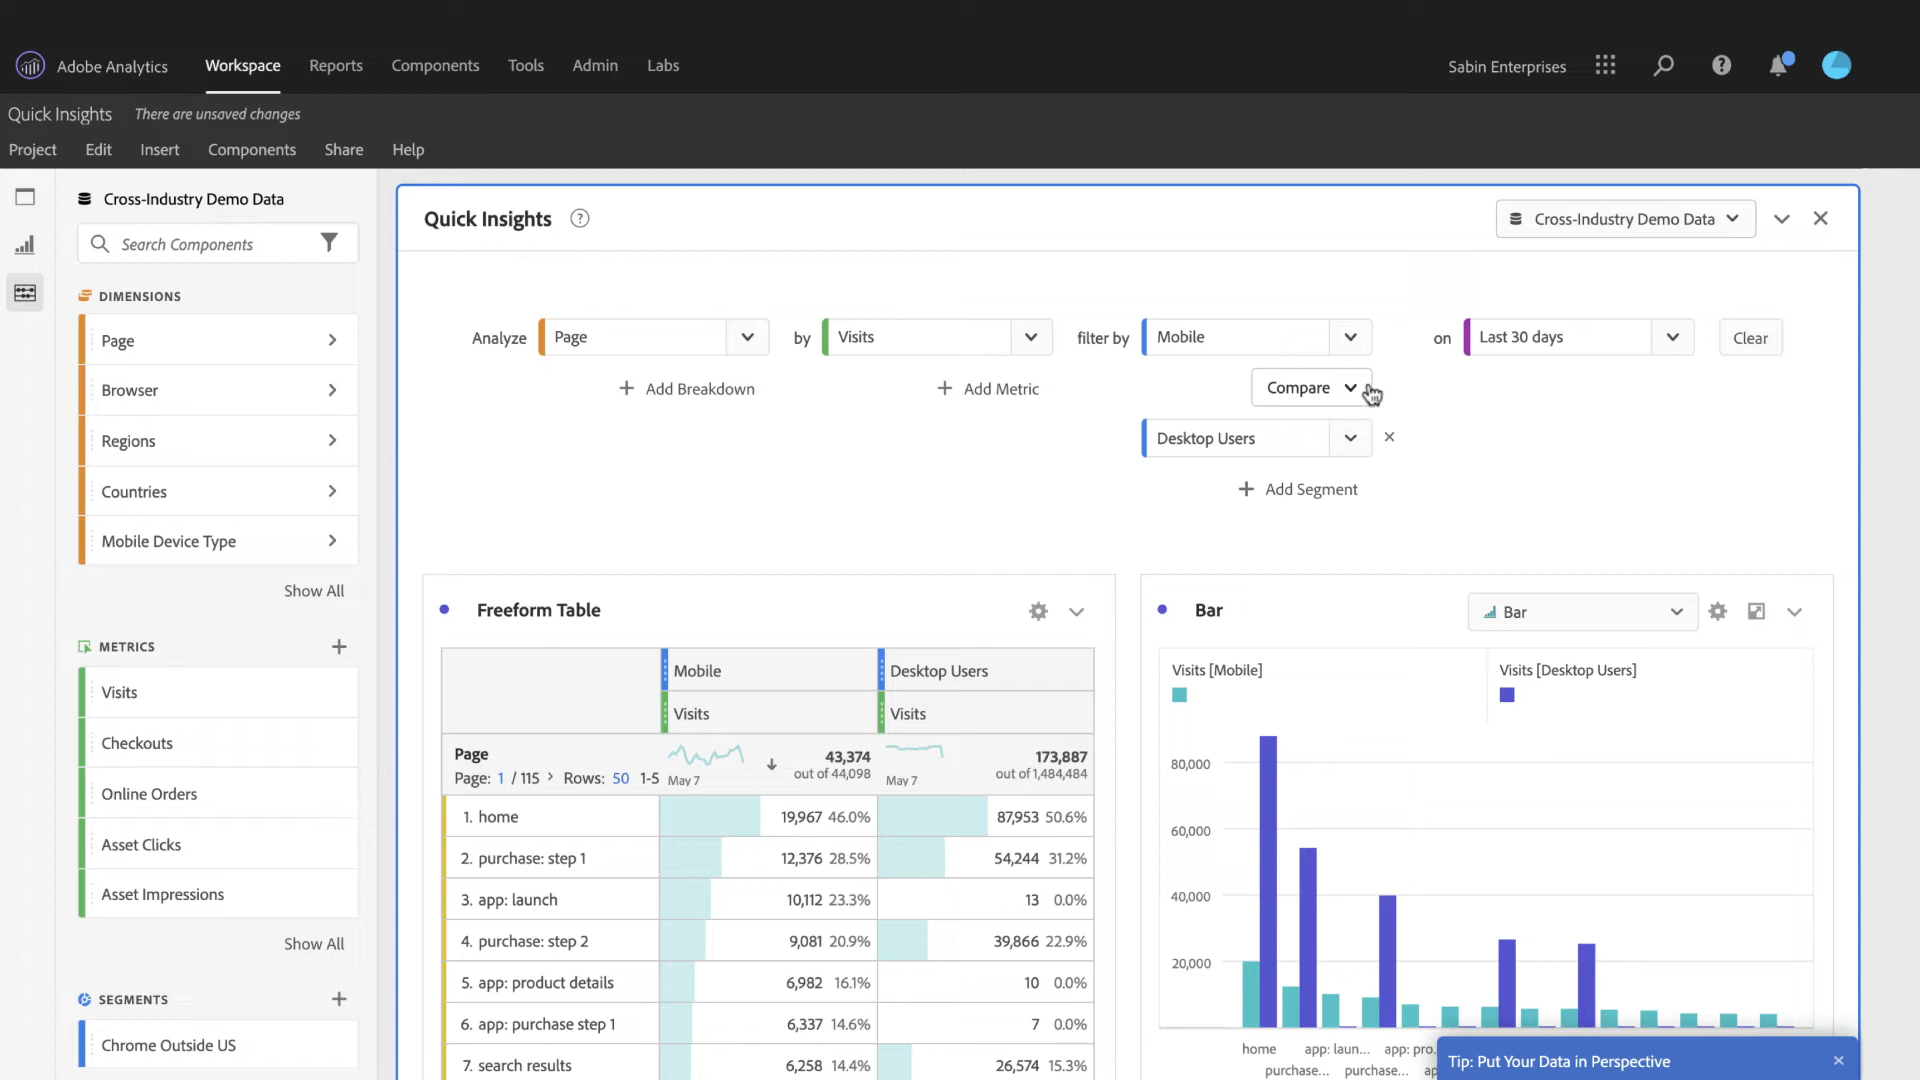 Adobe Analytics Workspace Reports Components Tools Admin Labs Sabin Enterprises
Quick Insights There are unsaved changes
Project Edit Insert Components Share Help
Cross-Industry Demo Data
Search Components
DIMENSIONS
Page
Browser
Regions
Countries
Mobile Device Type
Show All
METRICS
Visits
Checkouts
Online Orders
Asset Clicks
Asset Impressions
Show All
SEGMENTS
Chrome Outside US
Quick Insights ? Cross-Industry Demo Data
Analyze Page by Visits filter by Mobile on Last 30 days Clear
+ Add Breakdown + Add Metric Compare
Desktop Users
+ Add Segment
Freeform Table
Mobile Desktop Users
Visits Visits
Page 43,374 173,887
out of 44,098 out of 1,484,484
Page: 1 / 115 > Rooms: 50 1-5 May 7 May 7
1. home 19,967 46.0% 87,953 50.6%
2. purchase: step 1 12,376 28.5% 54,244 31.2%
3. app: launch 10,112 23.3% 13 0.0%
4. purchase: step 2 9,081 20.9% 39,866 22.9%
5. app: product details 6,982 16.1% 10 0.0%
6. app: purchase step 1 6,337 14.6% 7 0.0%
7. search results 6,258 14.4% 26,574 15.3%
Bar Bar
Visits [Mobile] Visits [Desktop Users]
80,000
60,000
40,000
20,000
home app: laun... app: pro...
purchase... purchase... ap
Tip: Put Your Data in Perspective